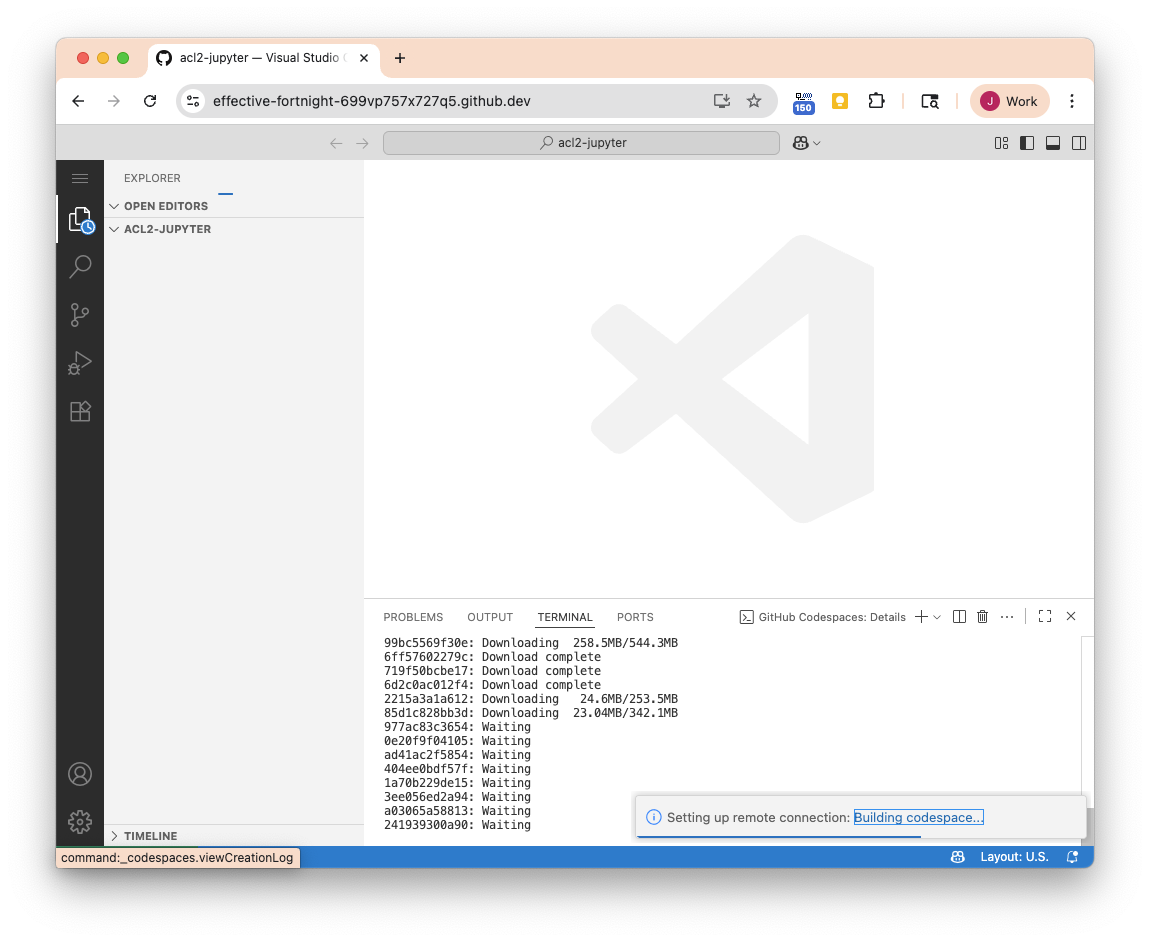 acl2-jupyter — Visual Studio
effective-fortnight-699vp757x727q5.github.dev
150
J Work
acl2-jupyter
EXPLORER
OPEN EDITORS
ACL2-JUPYTER
PROBLEMS OUTPUT TERMINAL PORTS GitHub Codespaces: Details
99bc5569f30e: Downloading 258.5MB/544.3MB
6ff57602279c: Download complete
719f50bcbe17: Download complete
6d2c0ac012f4: Download complete
2215a3a1a612: Downloading 24.6MB/253.5MB
85d1c828bb3d: Downloading 23.04MB/342.1MB
977ac83c3654: Waiting
0e20f9f04105: Waiting
ad41ac2f5854: Waiting
404ee0bdf57f: Waiting
1a70b229de15: Waiting
3ee056ed2a94: Waiting
a03065a58813: Waiting
241939300a90: Waiting
Setting up remote connection: Building codespace...
TIMELINE
command:_codespaces.viewCreationLog
Layout: U.S.